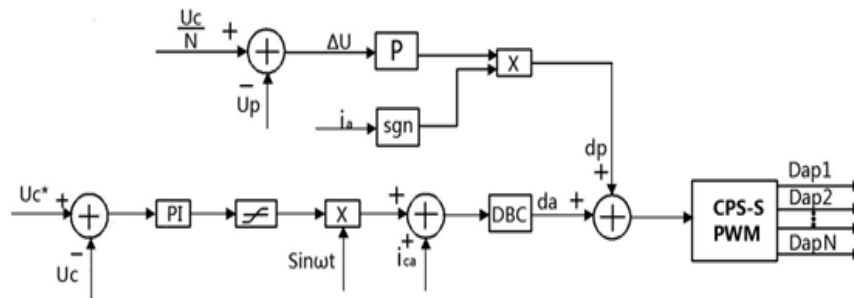 Uc
N
+
−
ΔU
P
X
Up
ia
sgn
dp
+
Uc*
+
−
Uc
PI
X
Sinωt
+
+
ica
DBC
da
+
CPS-S
PWM
Dap1
Dap2
DapN